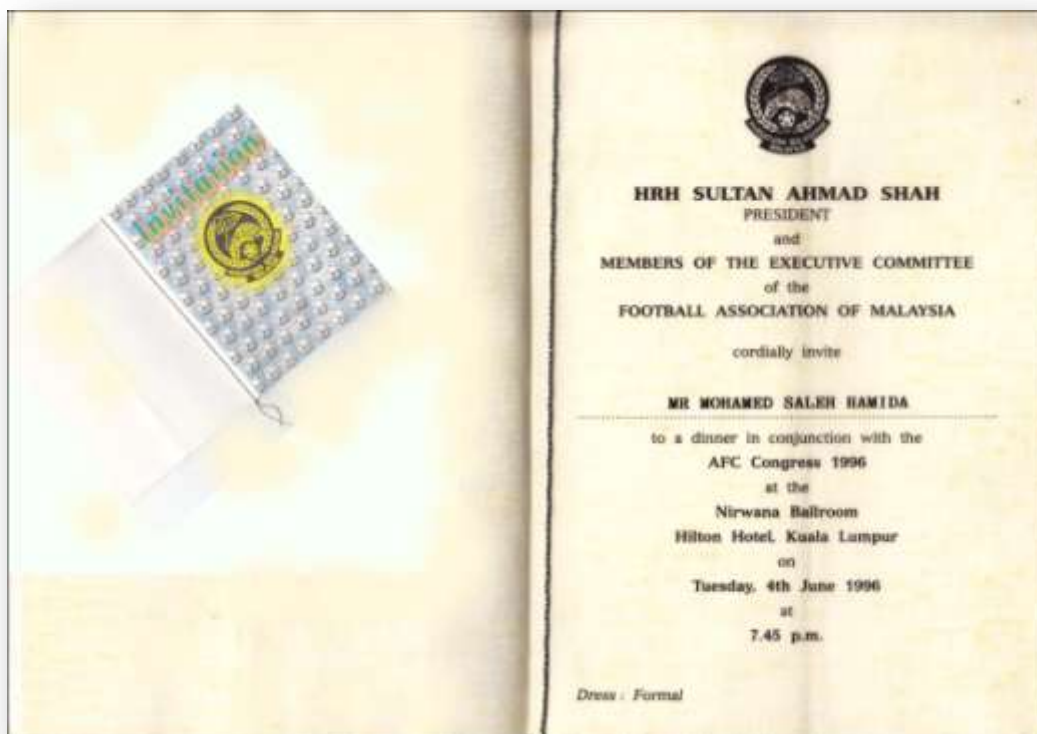 Invitation
HRH SULTAN AHMAD SHAH
PRESIDENT
and
MEMBERS OF THE EXECUTIVE COMMITTEE
of the
FOOTBALL ASSOCIATION OF MALAYSIA
cordially invite
MR MOHAMED SALEH HAMIDA
to a dinner in conjunction with the
AFC Congress 1996
at the
Nirwana Ballroom
Hilton Hotel, Kuala Lumpur
on
Tuesday, 4th June 1996
at
7.45 p.m.
Dress : Formal